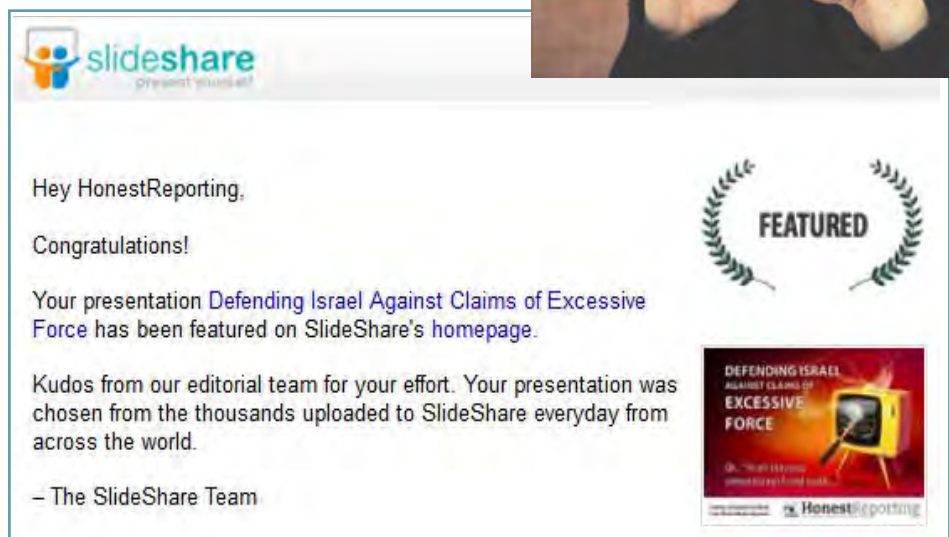 slideshare
present yourself
Hey HonestReporting,
Congratulations!
Your presentation Defending Israel Against Claims of Excessive
Force has been featured on SlideShare's homepage.
Kudos from our editorial team for your effort. Your presentation was
chosen from the thousands uploaded to SlideShare everyday from
across the world.
– The SlideShare Team
FEATURED
DEFENDING ISRAEL
AGAINST CLAIMS OF
EXCESSIVE
FORCE
HonestReporting